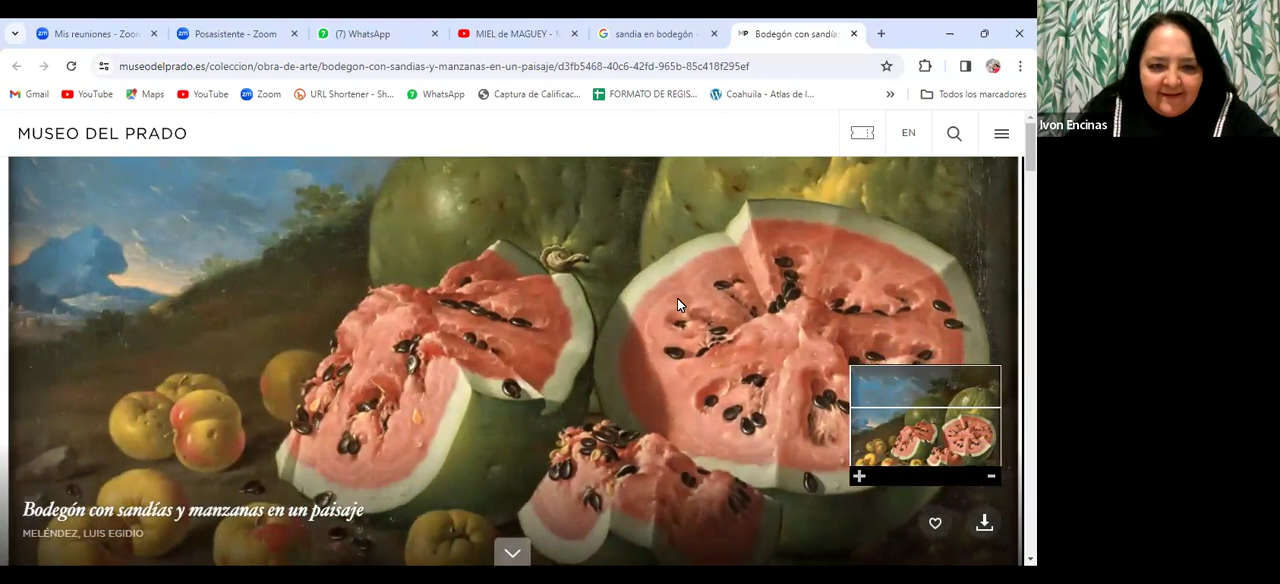 Mis reuniones - Zoom
Posasistente - Zoom
(7) WhatsApp
MIEL de MAGUEY -
sandia en bodegón -
Bodegón con sandía
museodelprado.es/coleccion/obra-de-arte/bodegon-con-sandias-y-manzanas-en-un-paisaje/d3fb5468-40c6-42fd-965b-85c418f295ef
Gmail
YouTube
Maps
YouTube
Zoom
URL Shortener - Sh...
WhatsApp
Captura de Calificac...
FORMATO DE REGIS...
Coahuila - Atlas de l...
Todos los marcadores
Ivon Encinas
MUSEO DEL PRADO
EN
Bodegón con sandías y manzanas en un paisaje
MELÉNDEZ, LUIS EGIDIO